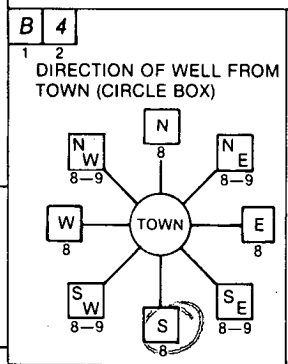 B 4
1 2
DIRECTION OF WELL FROM
TOWN (CIRCLE BOX)
N
8
N W
8–9
N E
8–9
W
8
TOWN
E
8
S W
8–9
S
8
S E
8–9